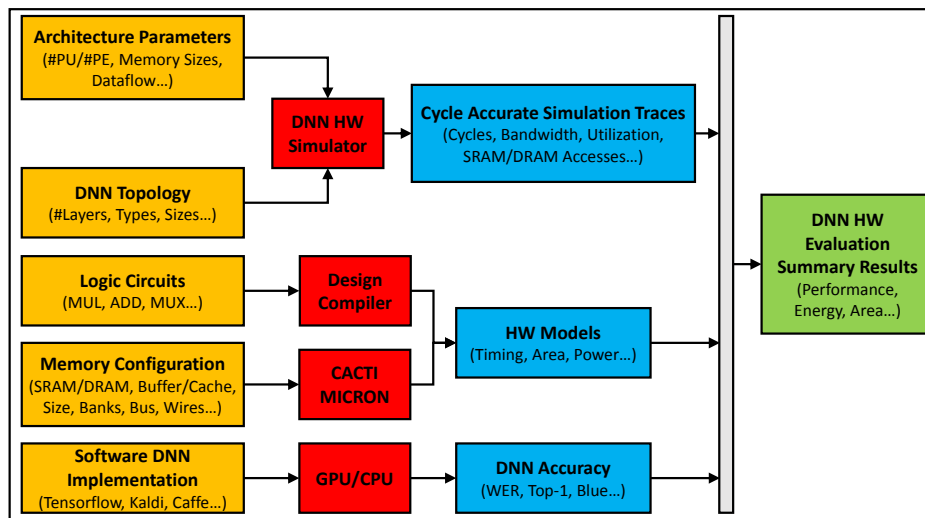 Architecture Parameters
(#PU/#PE, Memory Sizes,
Dataflow…)
DNN HW
Simulator
Cycle Accurate Simulation Traces
(Cycles, Bandwidth, Utilization,
SRAM/DRAM Accesses…)
DNN Topology
(#Layers, Types, Sizes…)
DNN HW
Evaluation
Summary Results
(Performance,
Energy, Area…)
Logic Circuits
(MUL, ADD, MUX…)
Design
Compiler
HW Models
(Timing, Area, Power…)
Memory Configuration
(SRAM/DRAM, Buffer/Cache,
Size, Banks, Bus, Wires…)
CACTI
MICRON
Software DNN
Implementation
(Tensorflow, Kaldi, Caffe…)
GPU/CPU
DNN Accuracy
(WER, Top-1, Blue…)